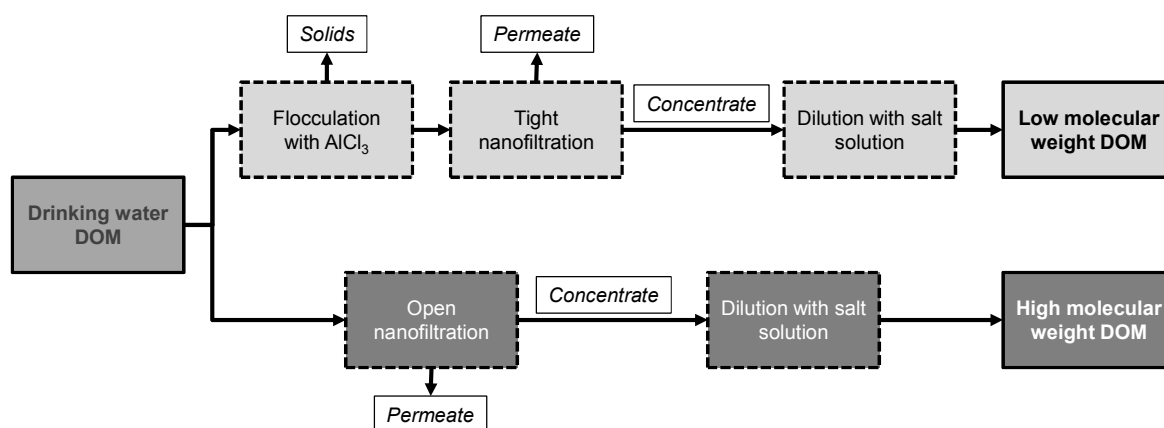 Solids
Permeate
Flocculation
with AlCl₃
Tight
nanofiltration
Concentrate
Dilution with salt
solution
Low molecular
weight DOM
Drinking water
DOM
Open
nanofiltration
Concentrate
Dilution with salt
solution
High molecular
weight DOM
Permeate